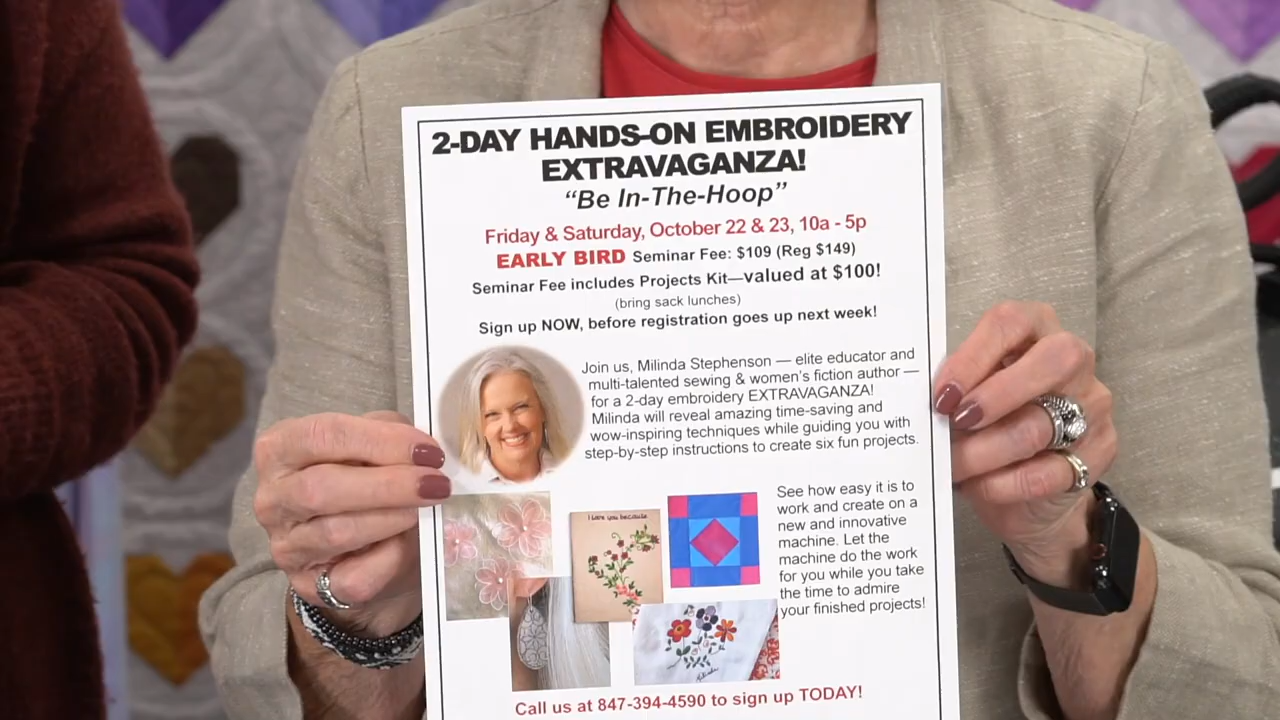 2-DAY HANDS-ON EMBROIDERY
EXTRAVAGANZA!
“Be In-The-Hoop”
Friday & Saturday, October 22 & 23, 10a - 5p
EARLY BIRD Seminar Fee: $109 (Reg $149)
Seminar Fee includes Projects Kit—valued at $100!
(bring sack lunches)
Sign up NOW, before registration goes up next week!
Join us, Milinda Stephenson — elite educator and
multi-talented sewing & women's fiction author —
for a 2-day emboridery EXTRAVAGANZA!
Milinda will reveal amazing time-saving and
wow-inspiring techniques while guiding you with
step-by-step instructions to create six fun projects.
See how easy it is to
work and create on a
new and innovative
machine. Let the
machine do the work
for you while you take
the time to admire
your finished projects!
I love you because
Call us at 847-394-4590 to sign up TODAY!